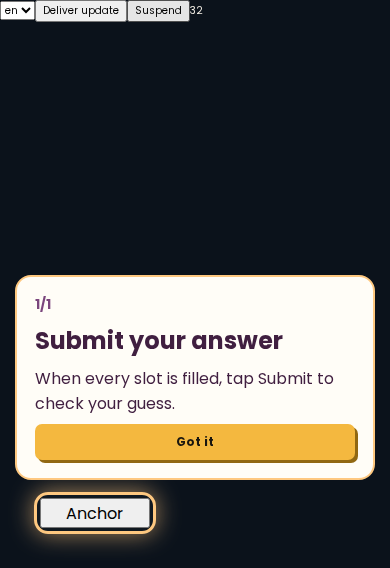 en Deliver update Suspend 32
1/1
Submit your answer
When every slot is filled, tap Submit to
check your guess.
Got it
Anchor